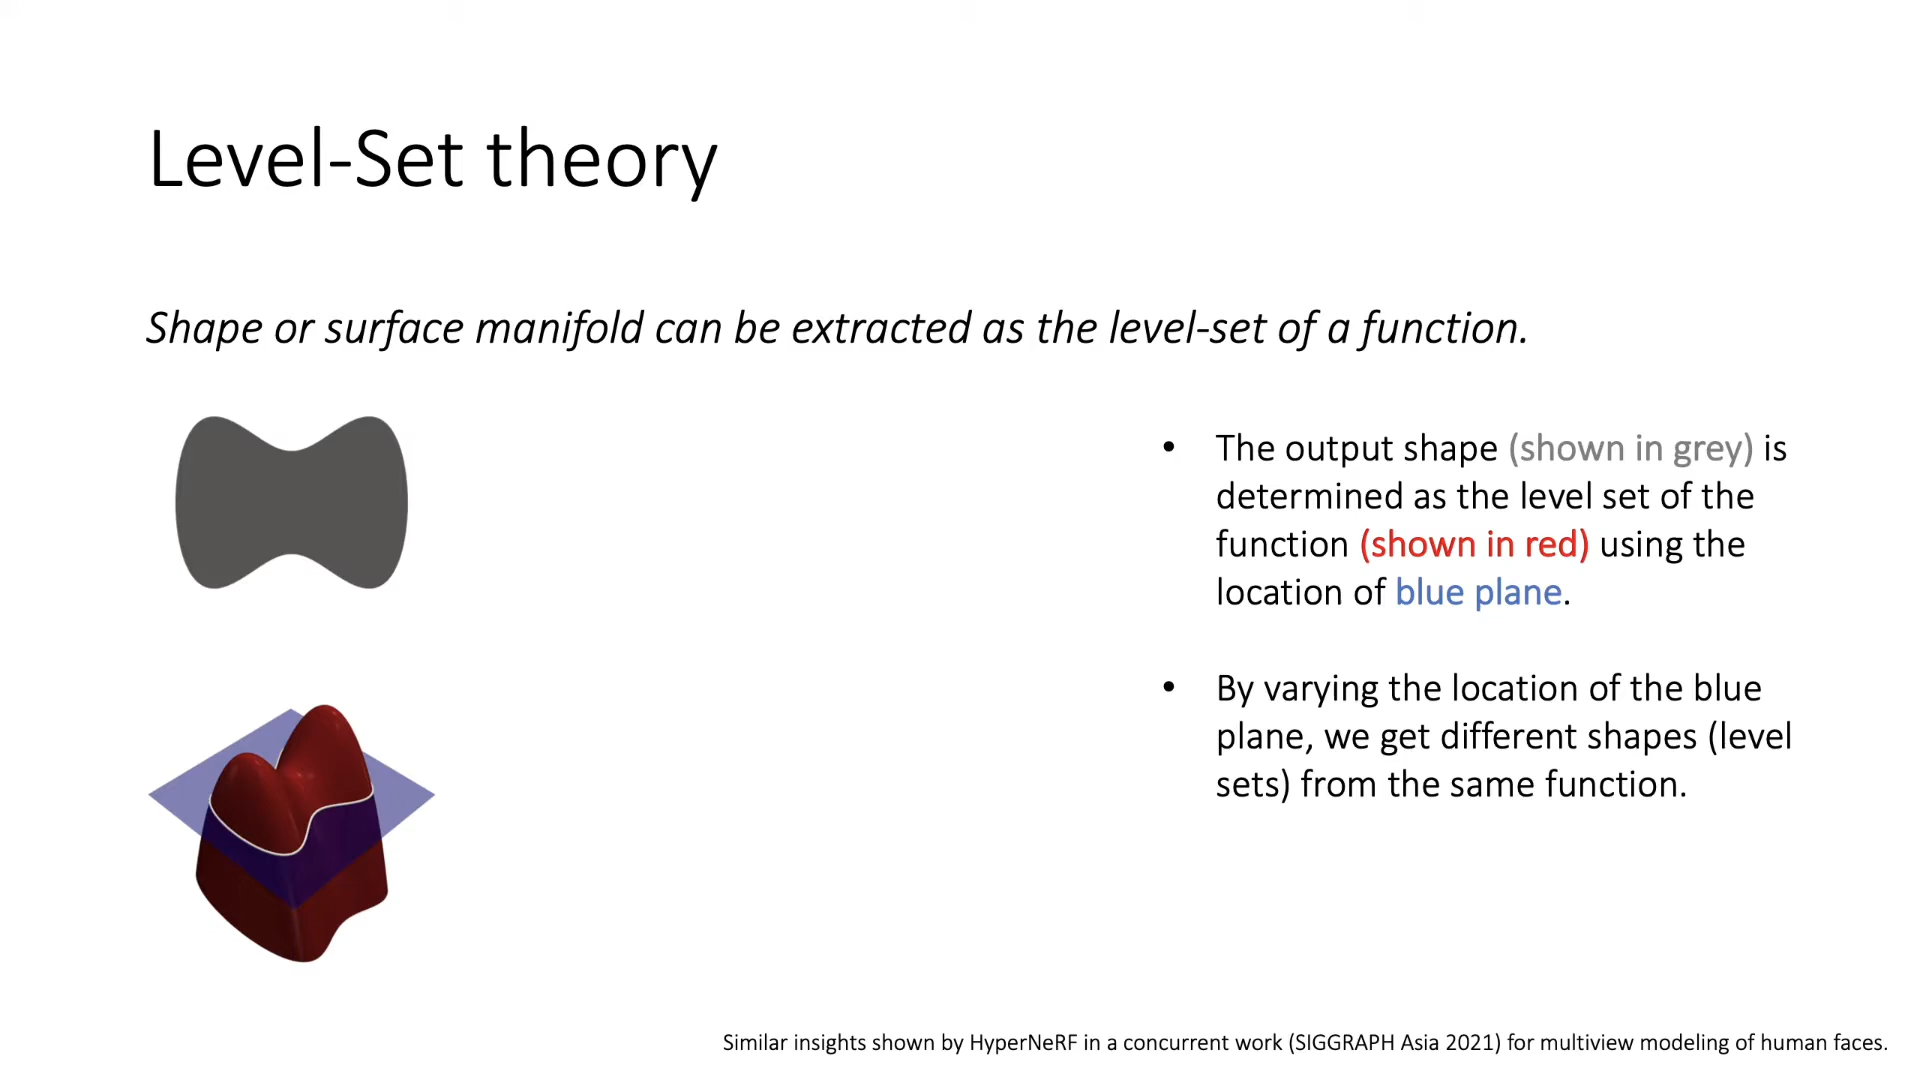 Level-Set theory
Shape or surface manifold can be extracted as the level-set of a function.
• The output shape (shown in grey) is
determined as the level set of the
function (shown in red) using the
location of blue plane.
• By varying the location of the blue
plane, we get different shapes (level
sets) from the same function.
Similar insights shown by HyperNeRF in a concurrent work (SIGGRAPH Asia 2021) for multiview modeling of human faces.